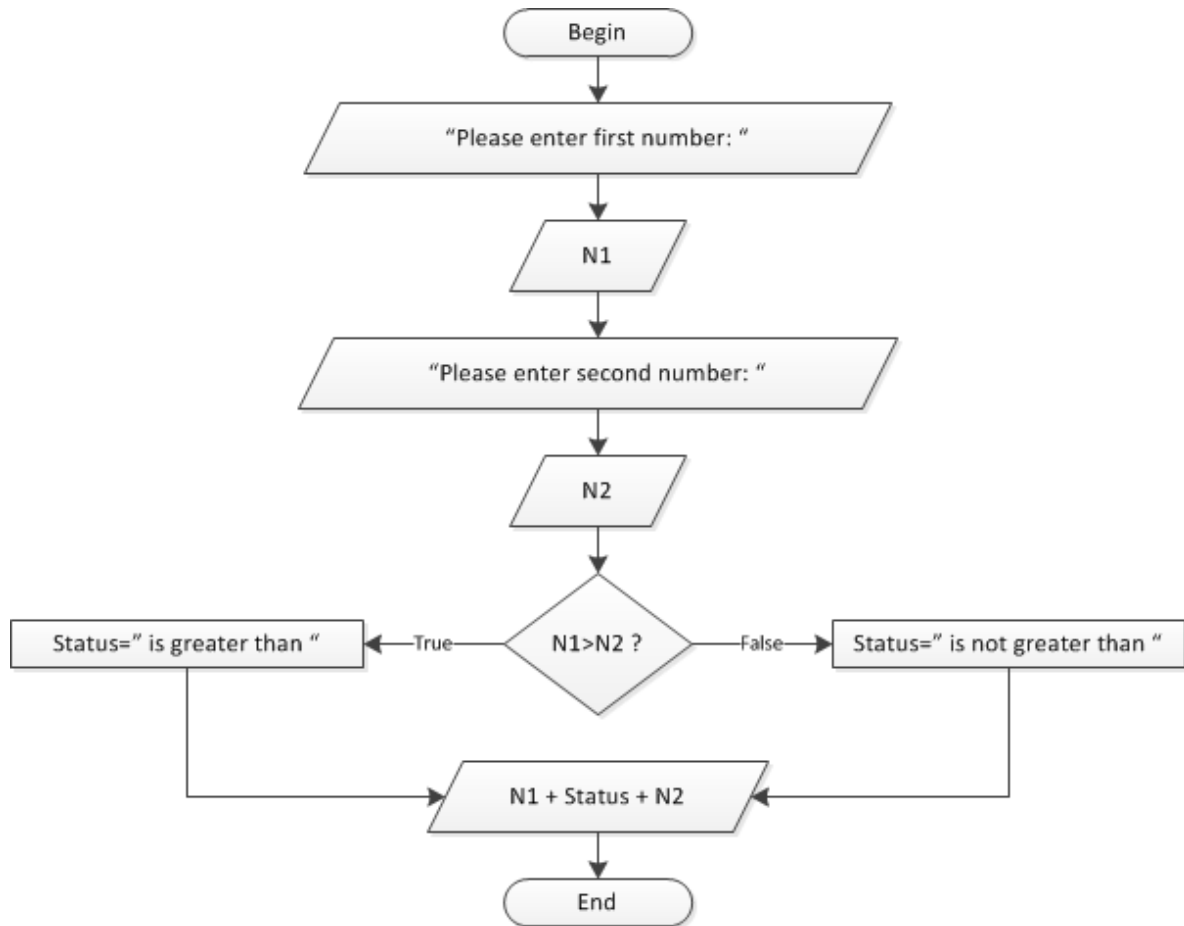 Begin
“Please enter first number: “
N1
“Please enter second number: “
N2
N1>N2 ?
True
False
Status=” is greater than “
Status=” is not greater than “
N1 + Status + N2
End